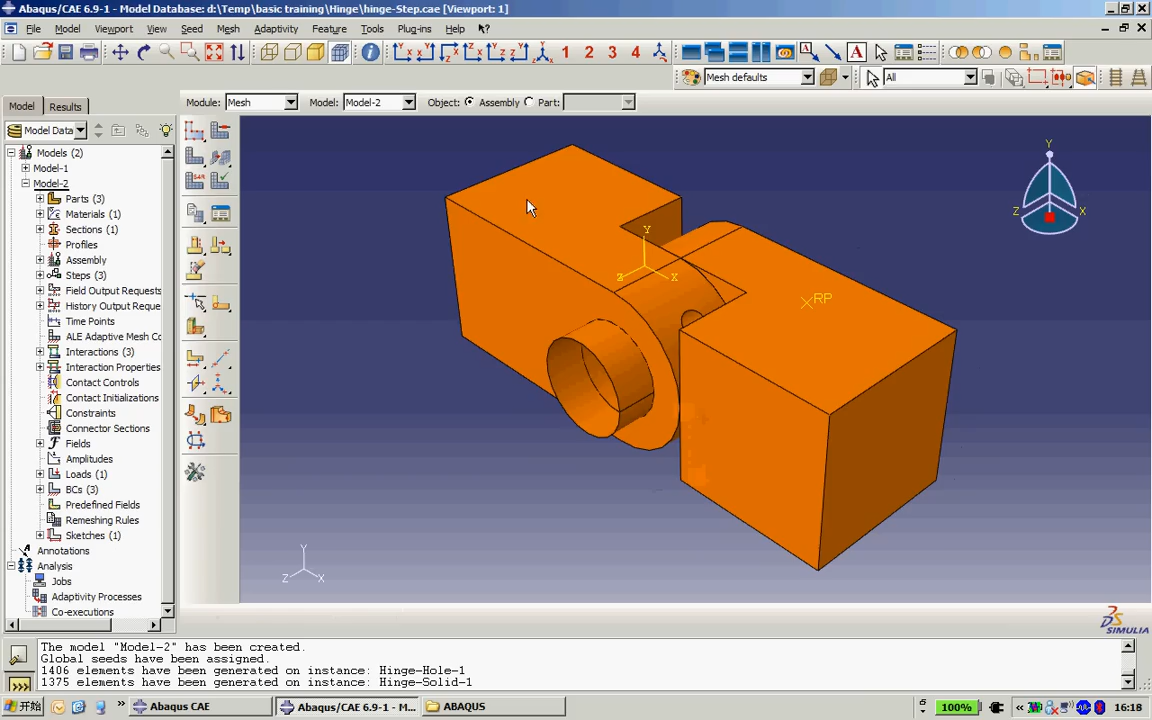 Abaqus/CAE 6.9-1 - Model Database: d:\Temp\basic training\Hinge\hinge-Step.cae [Viewport: 1]
File Model Viewport View Seed Mesh Adaptivity Feature Tools Plug-ins Help
1 2 3 4 A A
Mesh defaults All
Model Results Module: Mesh Model: Model-2 Object: Assembly Part:
Model Data
Models (2)
Model-1
Model-2
Parts (3)
Materials (1)
Sections (1)
Profiles
Assembly
Steps (3)
Field Output Requests
History Output Reque
Time Points
ALE Adaptive Mesh Co
Interactions (3)
Interaction Properties
Contact Controls
Contact Initializations
Constraints
Connector Sections
Fields
Amplitudes
Loads (1)
BCs (3)
Predefined Fields
Remeshing Rules
Sketches (1)
Annotations
Analysis
Jobs
Adaptivity Processes
Co-executions
Y
Z X
Y
Z X
RP
Y
Z X
SIMULIA
The model "Model-2" has been created.
Global seeds have been assigned.
1406 elements have been generated on instance: Hinge-Hole-1
1375 elements have been generated on instance: Hinge-Solid-1
开始 Abaqus CAE Abaqus/CAE 6.9-1 - M... ABAQUS 100% 16:18